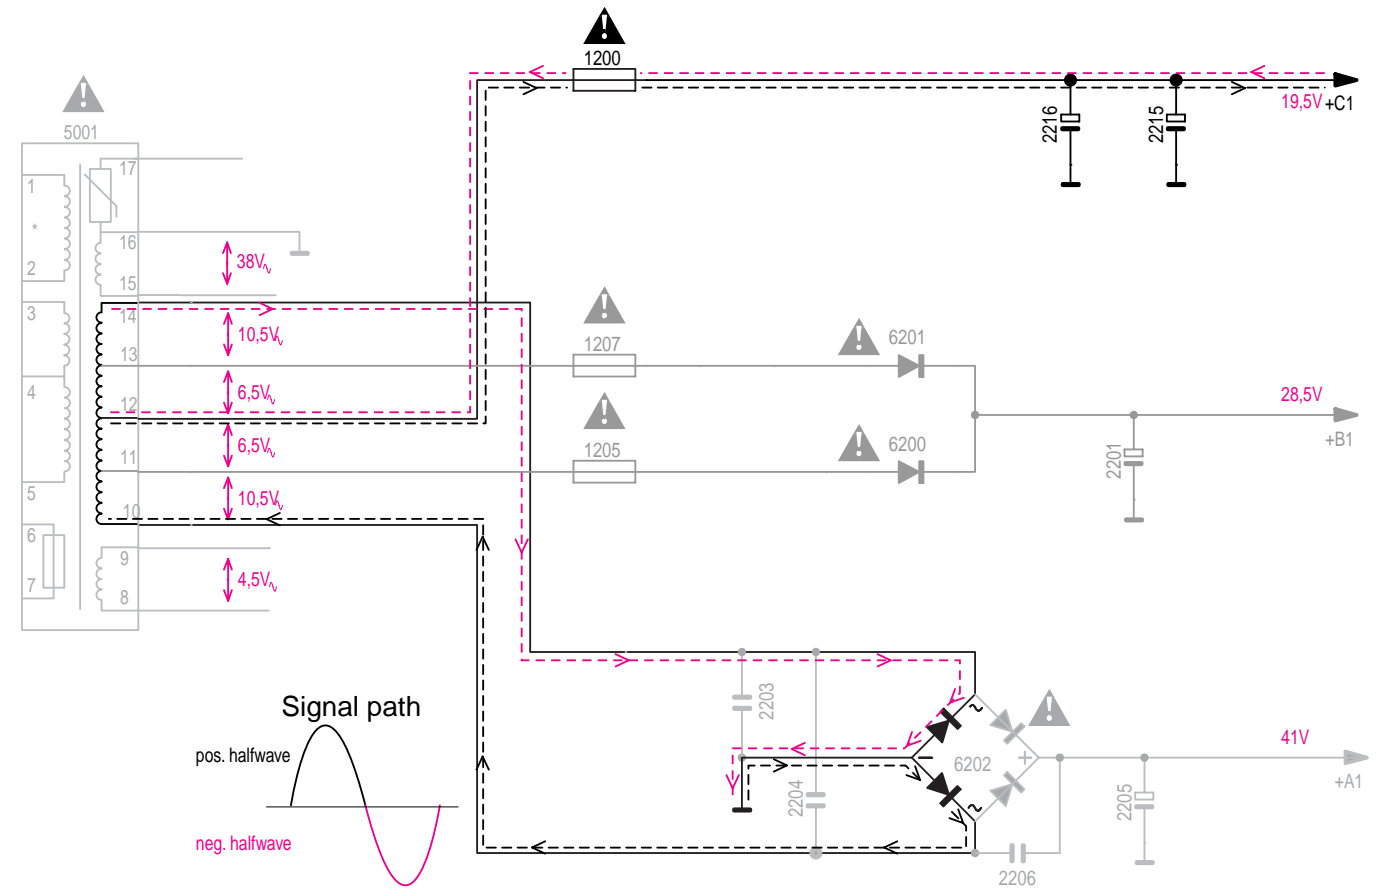 1200
19,5V
+C1
2216
2215
5001
17
1
*
2
16
15
38V~
3
14
10,5V~
13
1207
6201
4
6,5V~
12
28,5V
+B1
6,5V~
11
1205
6200
2201
5
10,5V~
10
6
9
7
4,5V~
8
Signal path
pos. halfwave
neg. halfwave
2203
2204
~
−
6202
+
~
2206
41V
+A1
2205